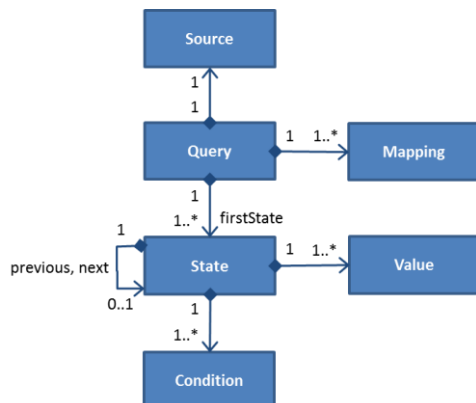 Source
1
1
Query
1
1..*
Mapping
1
1..*
firstState
1
State
1
1..*
Value
previous, next
0..1
1
1..*
Condition